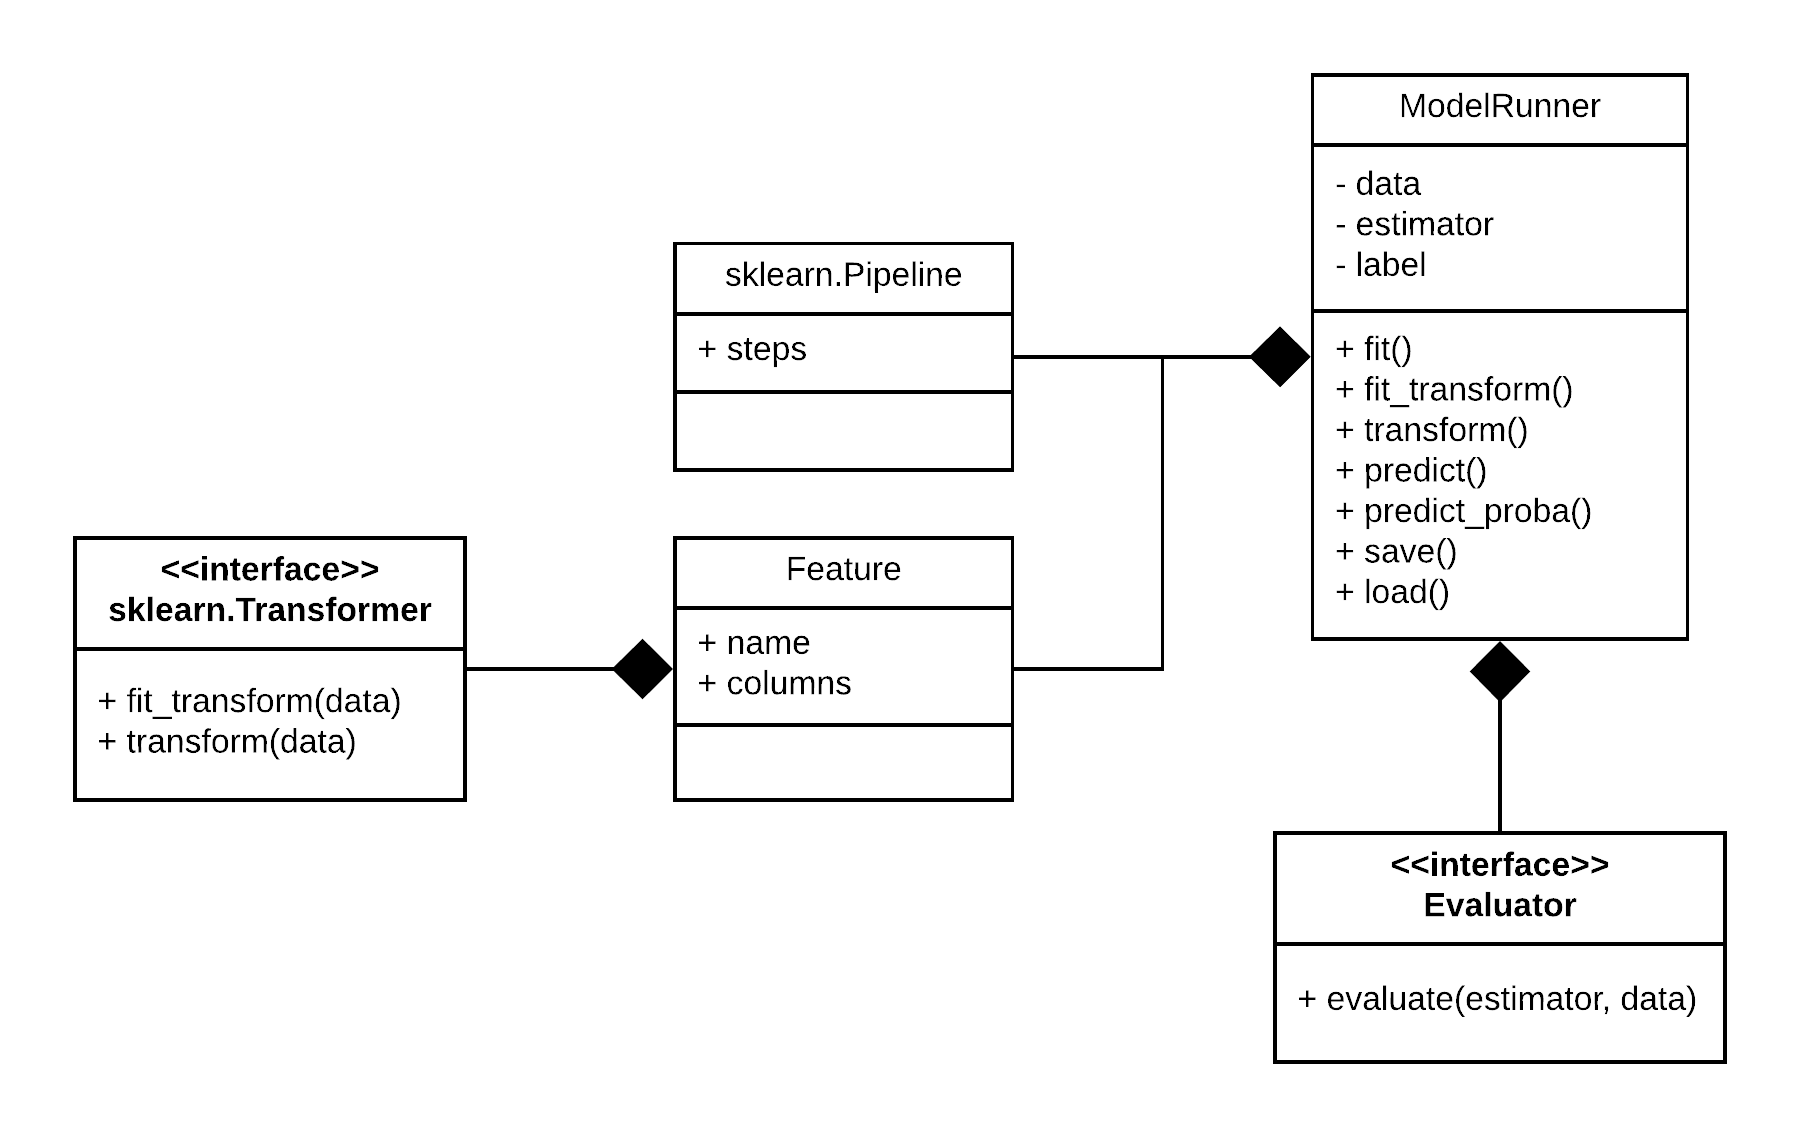 ModelRunner
- data
- estimator
- label
+ fit()
+ fit_transform()
+ transform()
+ predict()
+ predict_proba()
+ save()
+ load()
sklearn.Pipeline
+ steps
<<interface>>
sklearn.Transformer
+ fit_transform(data)
+ transform(data)
Feature
+ name
+ columns
<<interface>>
Evaluator
+ evaluate(estimator, data)